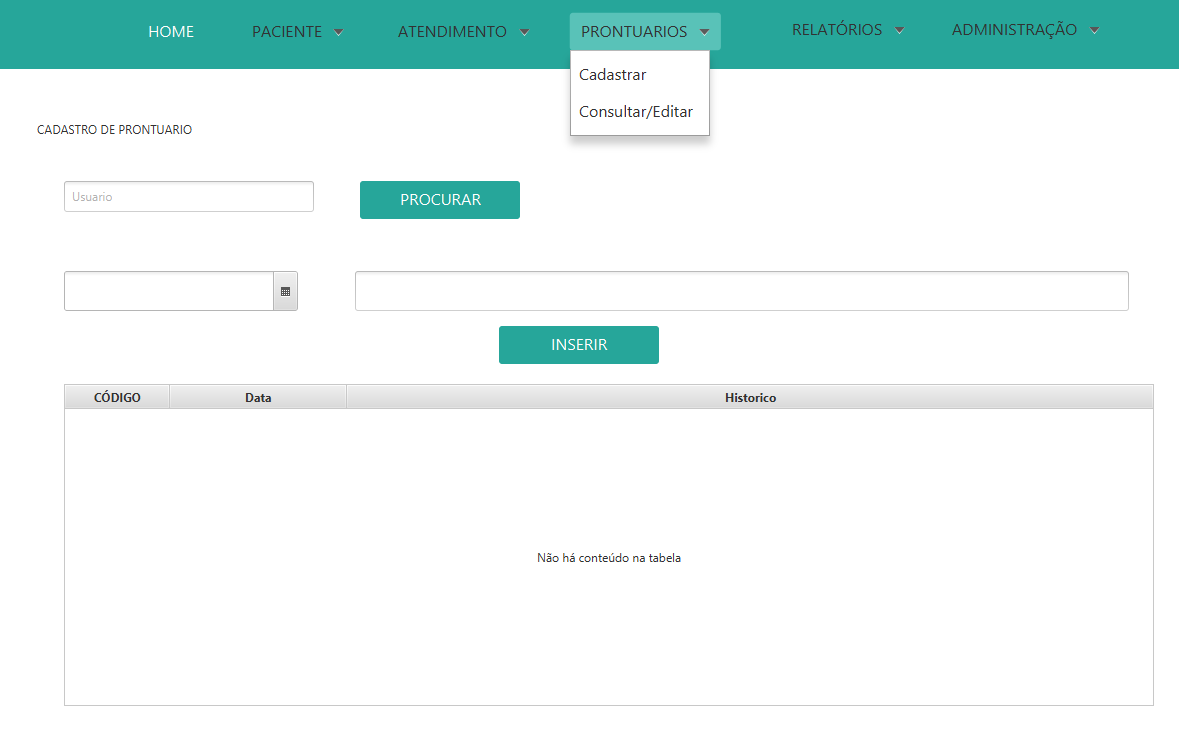 HOME PACIENTE ATENDIMENTO PRONTUARIOS RELATÓRIOS ADMINISTRAÇÃO
Cadastrar
Consultar/Editar
CADASTRO DE PRONTUARIO
Usuario PROCURAR
INSERIR
CÓDIGO Data Historico
Não há conteúdo na tabela